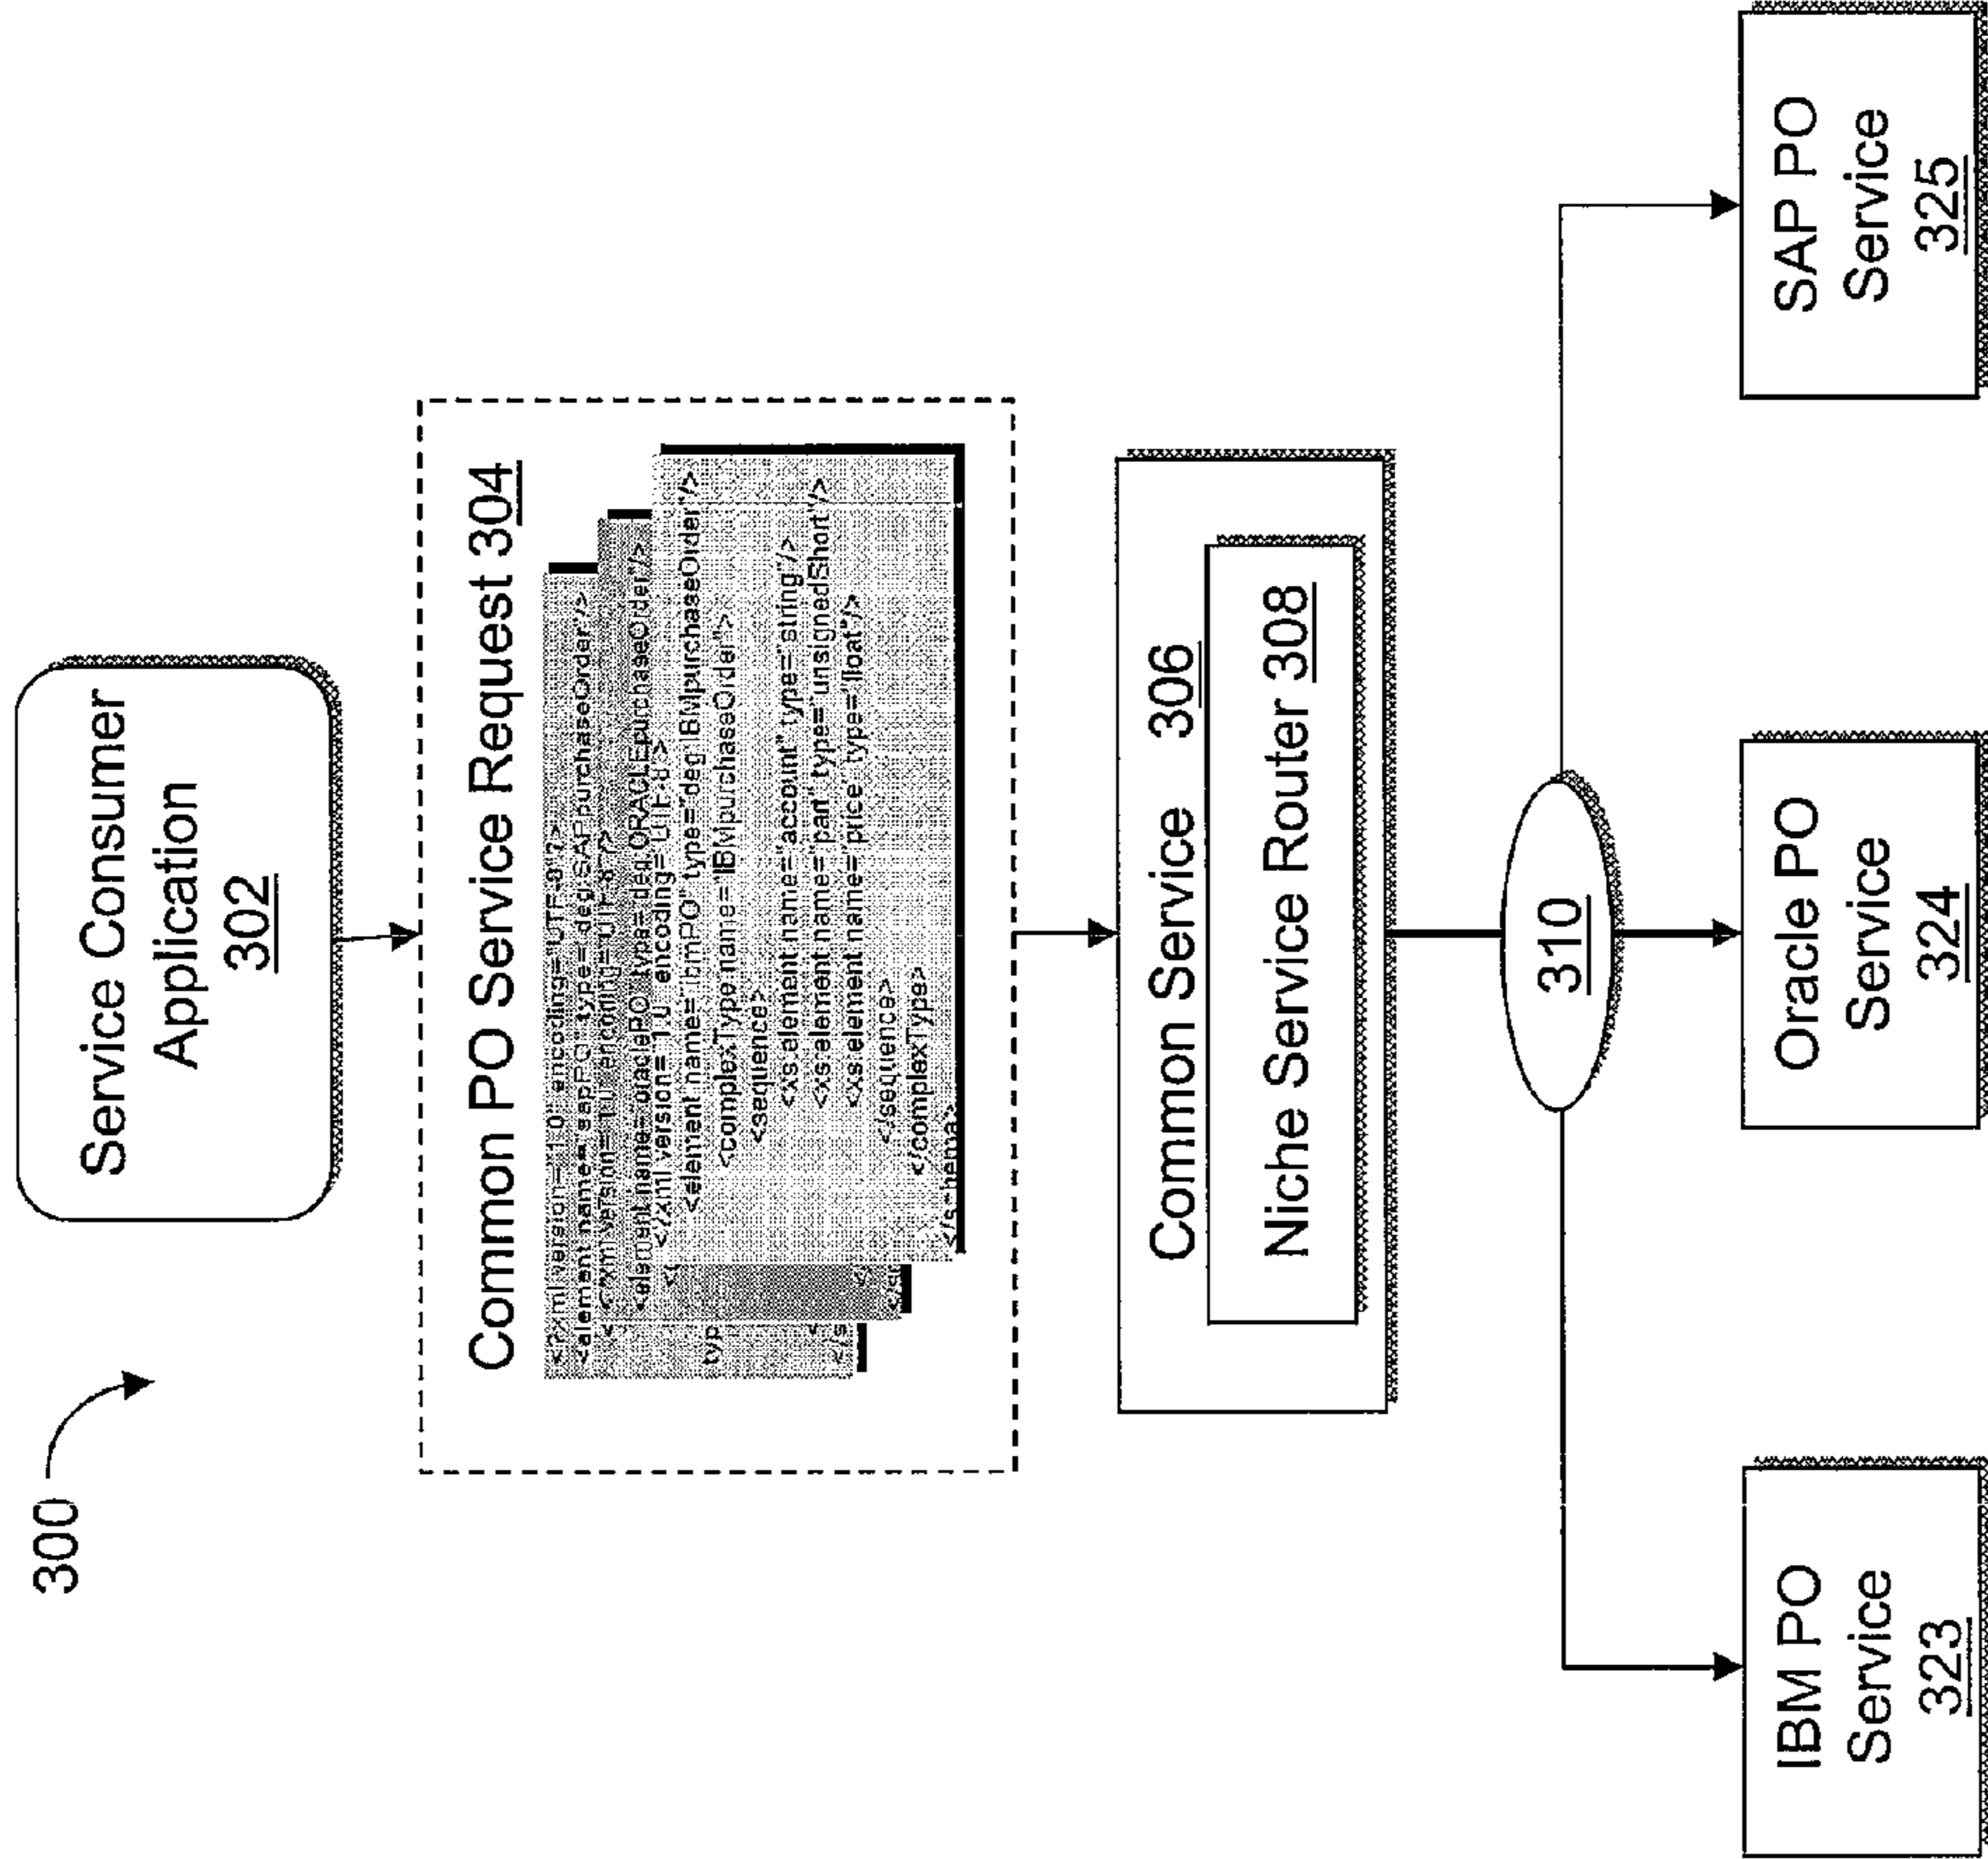 300
Service Consumer
Application
302
Common PO Service Request 304
<?xml version="1.0" encoding="UTF-8"?>
<element name="sapPO" type="deg:SAPpurchaseOrder"/>
<?xml version="1.0" encoding="UTF-8"?>
<element name="oraclePO" type="deg:ORACLEpurchaseOrder"/>
<?xml version="1.0" encoding="UTF-8"?>
<element name="ibmPO" type="deg:IBMpurchaseOrder"/>
<complexType name="IBMpurchaseOrder">
<sequence>
<xs:element name="account" type="string"/>
<xs:element name="part" type="unsignedShort"/>
<xs:element name="price" type="float"/>
</sequence>
</complexType>
</schema>
typ
Common Service 306
Niche Service Router 308
310
IBM PO
Service
323
Oracle PO
Service
324
SAP PO
Service
325